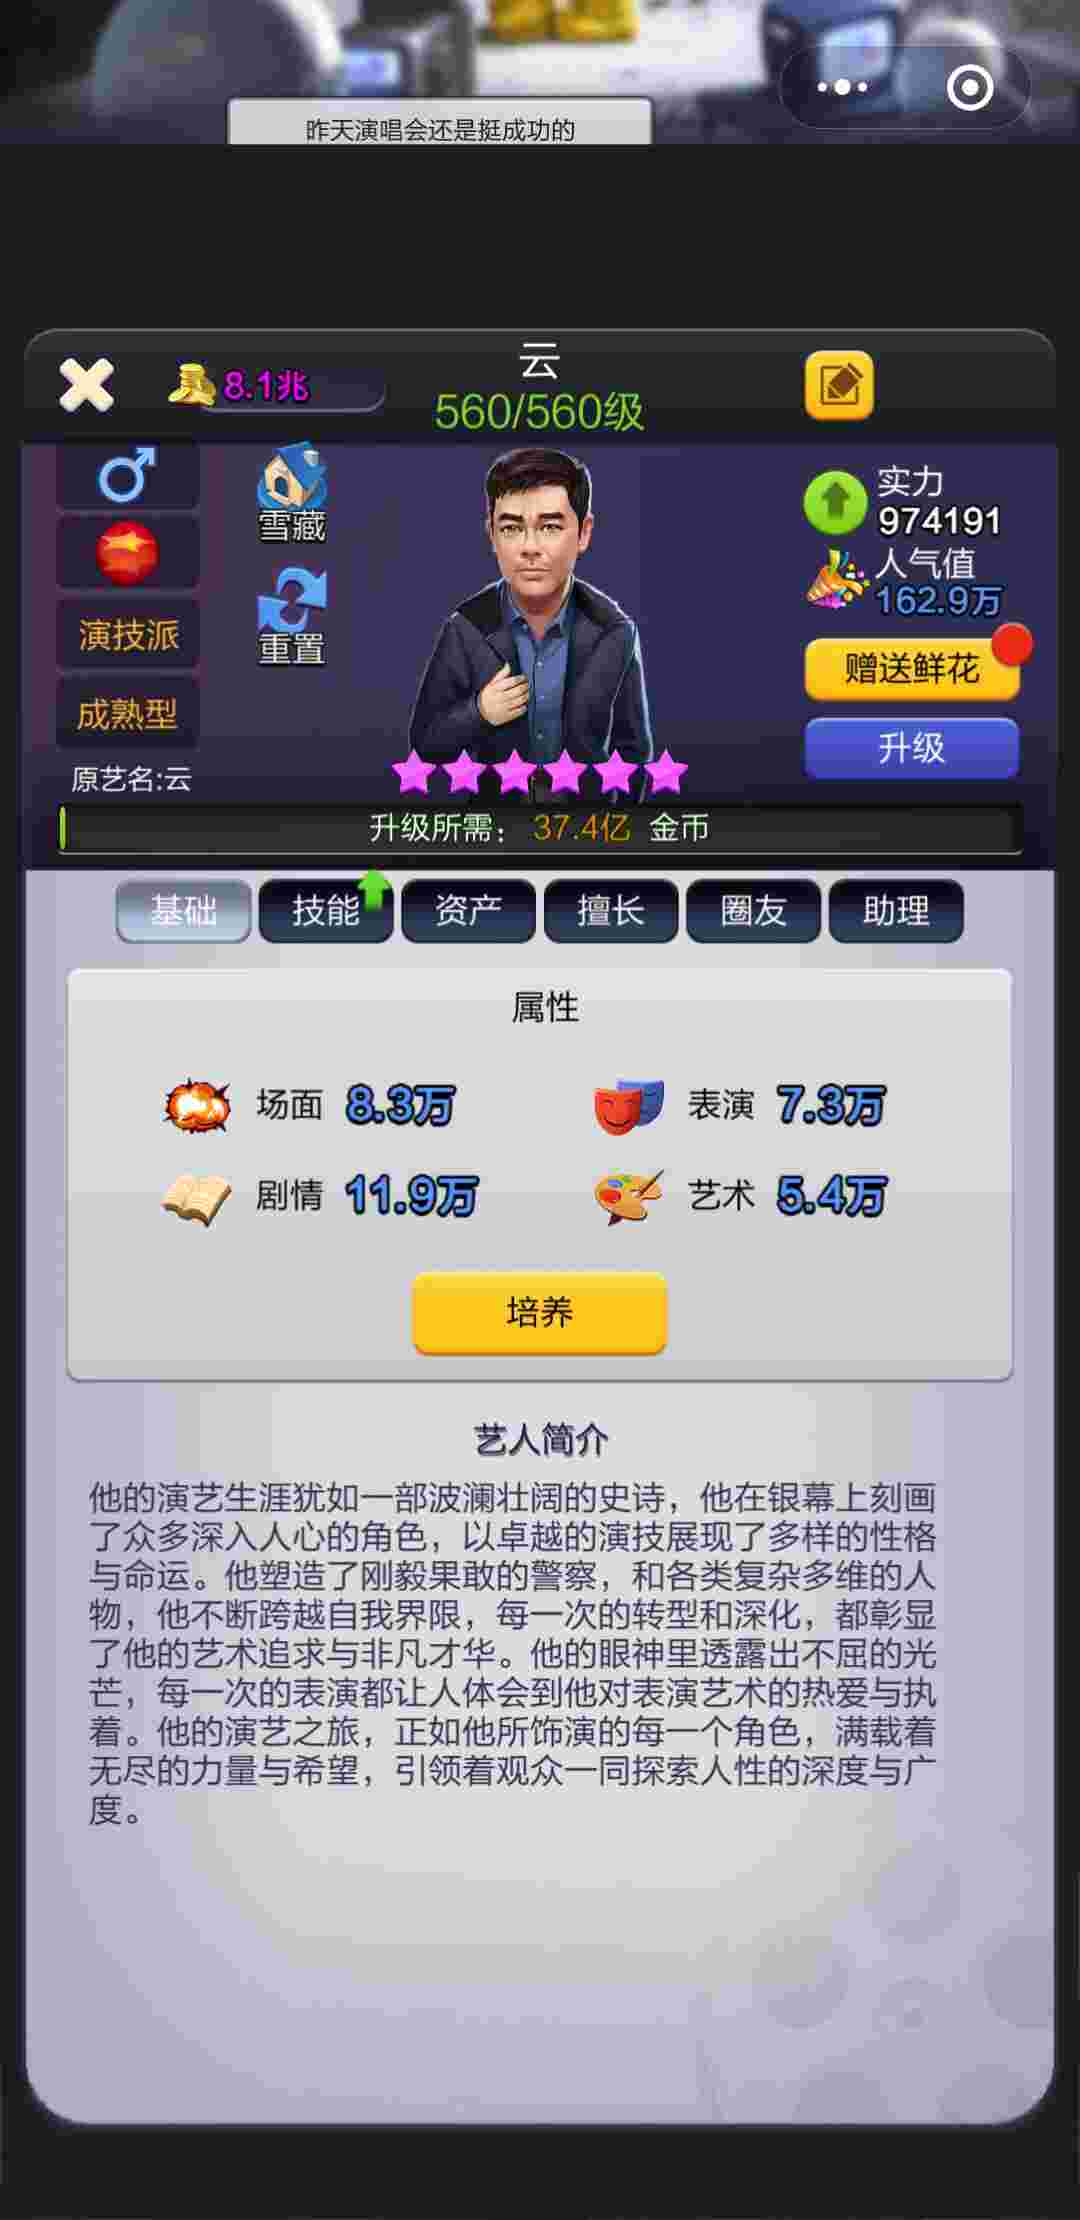 昨天演唱会还是挺成功的
云
8.1兆
560/560级
雪藏
重置
演技派
成熟型
原艺名:云
实力
974191
人气值
162.9万
赠送鲜花
升级
升级所需： 37.4亿 金币
基础 技能 资产 擅长 圈友 助理
属性
场面 8.3万 表演 7.3万
剧情 11.9万 艺术 5.4万
培养
艺人简介
他的演艺生涯犹如一部波澜壮阔的史诗，他在银幕上刻画
了众多深入人心的角色，以卓越的演技展现了多样的性格
与命运。他塑造了刚毅果敢的警察，和各类复杂多维的人
物，他不断跨越自我界限，每一次的转型和深化，都彰显
了他的艺术追求与非凡才华。他的眼神里透露出不屈的光
芒，每一次的表演都让人体会到他对表演艺术的热爱与执
着。他的演艺之旅，正如他所饰演的每一个角色，满载着
无尽的力量与希望，引领着观众一同探索人性的深度与广
度。